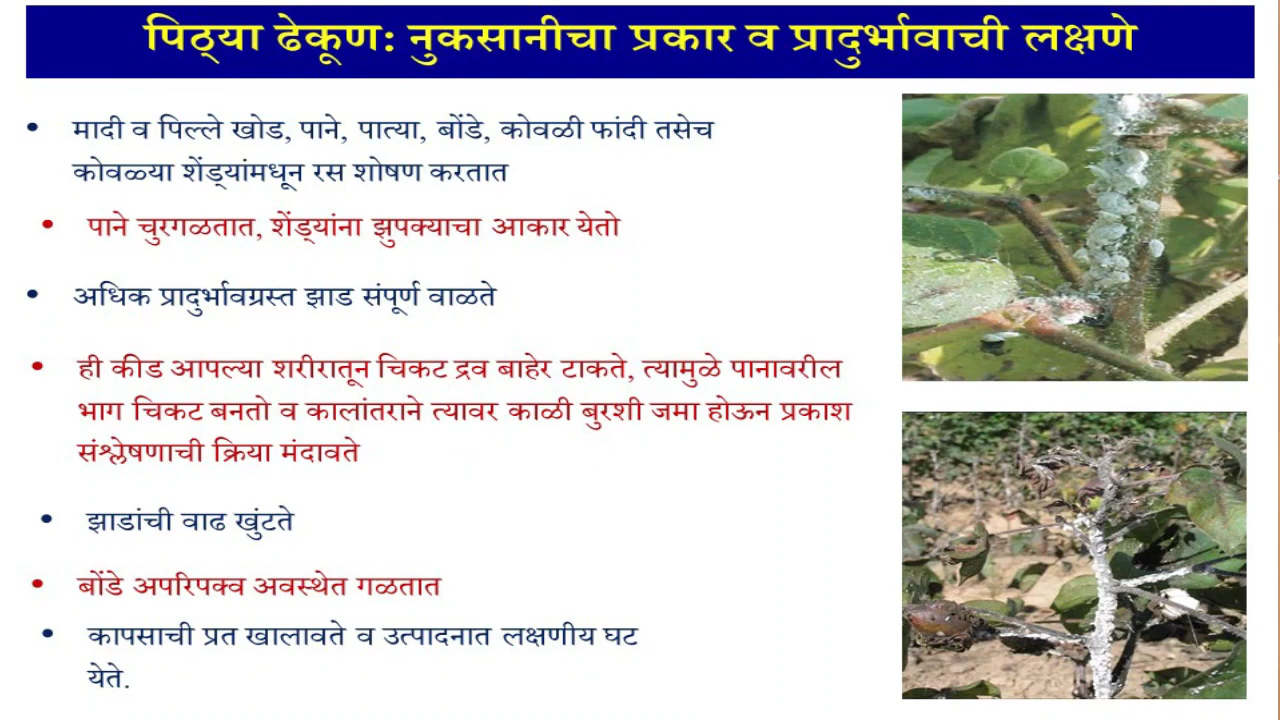 पिठ्या ढेकूण: नुकसानीचा प्रकार व प्रादुर्भावाची लक्षणे
• मादी व पिल्ले खोड, पाने, पात्या, बोंडे, कोवळी फांदी तसेच
कोवळ्या शेंड्यांमधून रस शोषण करतात
• पाने चुरगळतात, शेंड्यांना झुपक्याचा आकार येतो
• अधिक प्रादुर्भावग्रस्त झाड संपूर्ण वाळते
• ही कीड आपल्या शरीरातून चिकट द्रव बाहेर टाकते, त्यामुळे पानावरील
भाग चिकट बनतो व कालांतराने त्यावर काळी बुरशी जमा होऊन प्रकाश
संश्लेषणाची क्रिया मंदावते
• झाडांची वाढ खुंटते
• बोंडे अपरिपक्व अवस्थेत गळतात
• कापसाची प्रत खालावते व उत्पादनात लक्षणीय घट
येते.